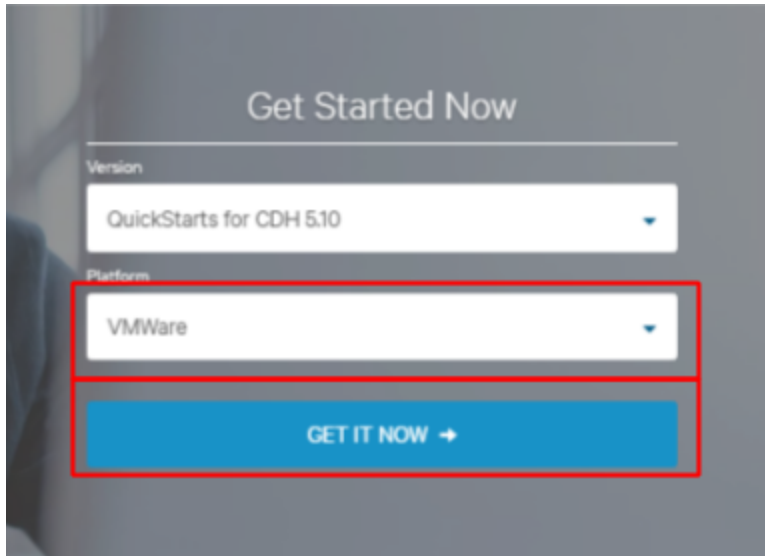 Get Started Now
Version
QuickStarts for CDH 5.10
Platform
VMWare
GET IT NOW →